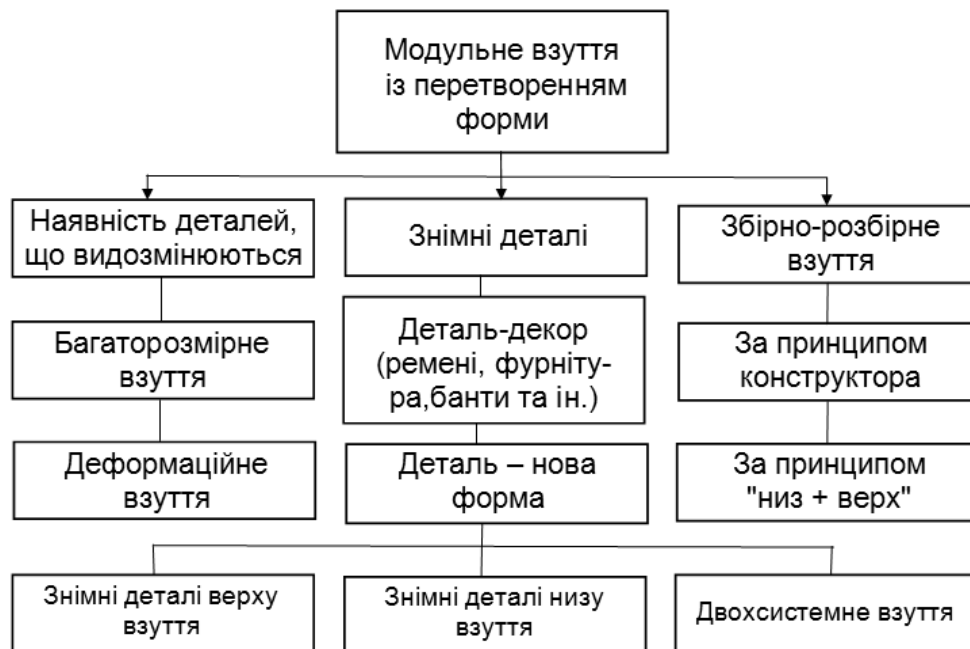 Модульне взуття
із перетворенням
форми
Наявність деталей,
що видозмінюються
Знімні деталі
Збірно-розбірне
взуття
Багаторозмірне
взуття
Деталь-декор
(ремені, фурніту-
ра,банти та ін.)
За принципом
конструктора
Деформаційне
взуття
Деталь – нова
форма
За принципом
"низ + верх"
Знімні деталі верху
взуття
Знімні деталі низу
взуття
Двохсистемне взуття